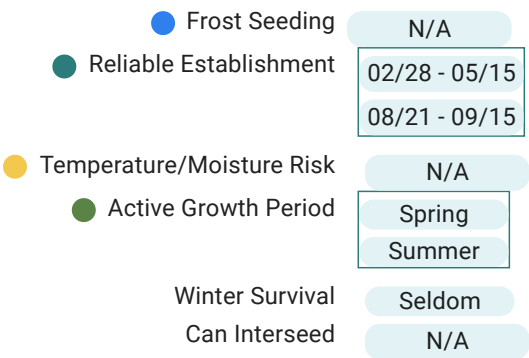 Frost Seeding N/A
Reliable Establishment 02/28 - 05/15
08/21 - 09/15
Temperature/Moisture Risk N/A
Active Growth Period Spring
Summer
Winter Survival Seldom
Can Interseed N/A